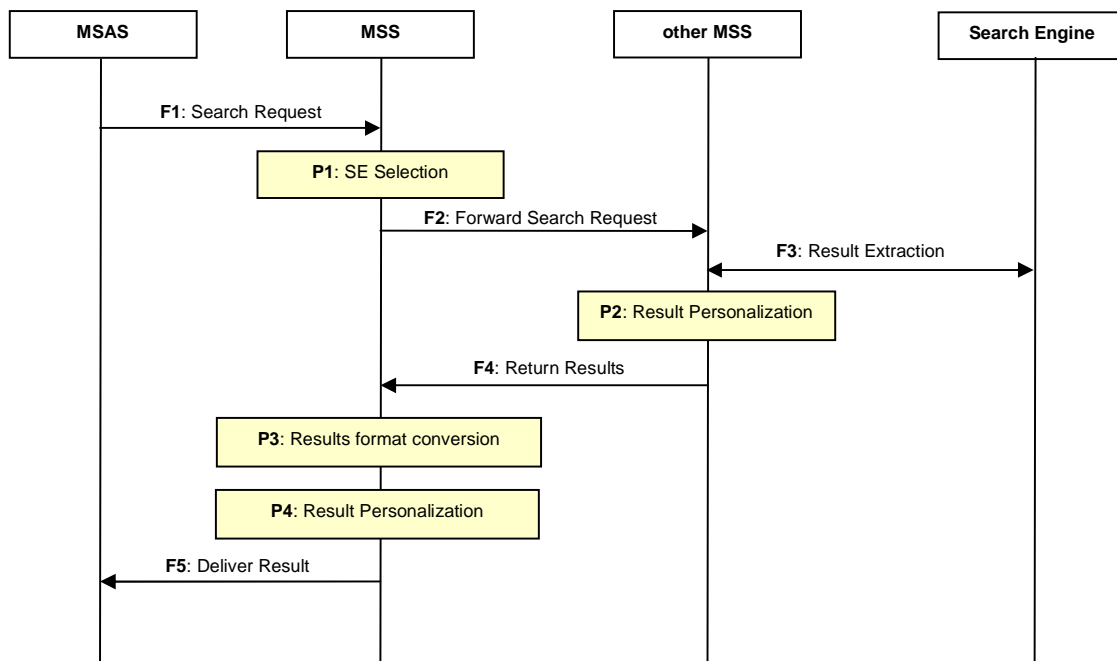 MSAS
MSS
other MSS
Search Engine
F1: Search Request
P1: SE Selection
F2: Forward Search Request
F3: Result Extraction
P2: Result Personalization
F4: Return Results
P3: Results format conversion
P4: Result Personalization
F5: Deliver Result